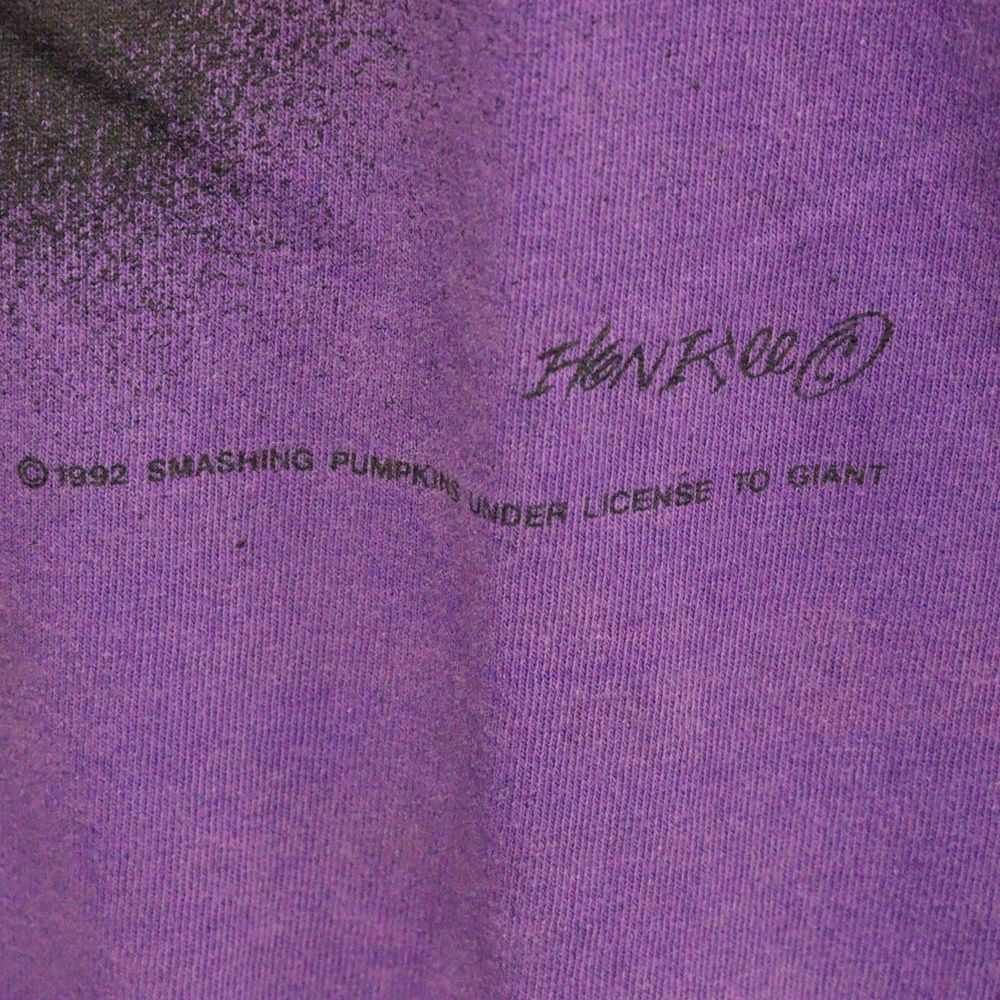 ©1992 SMASHING PUMPKINS UNDER LICENSE TO GIANT